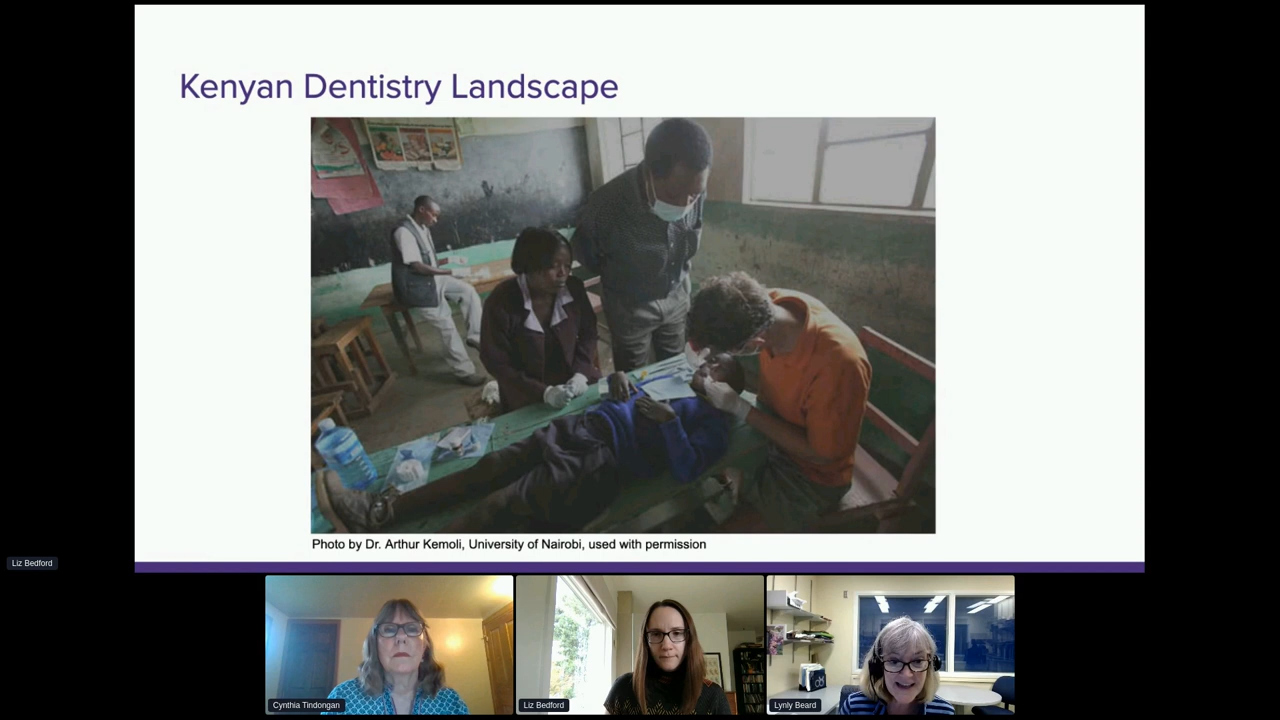 Kenyan Dentistry Landscape
Photo by Dr. Arthur Kemoli, University of Nairobi, used with permission
Liz Bedford
Cynthia Tindongan
Liz Bedford
Lynly Beard